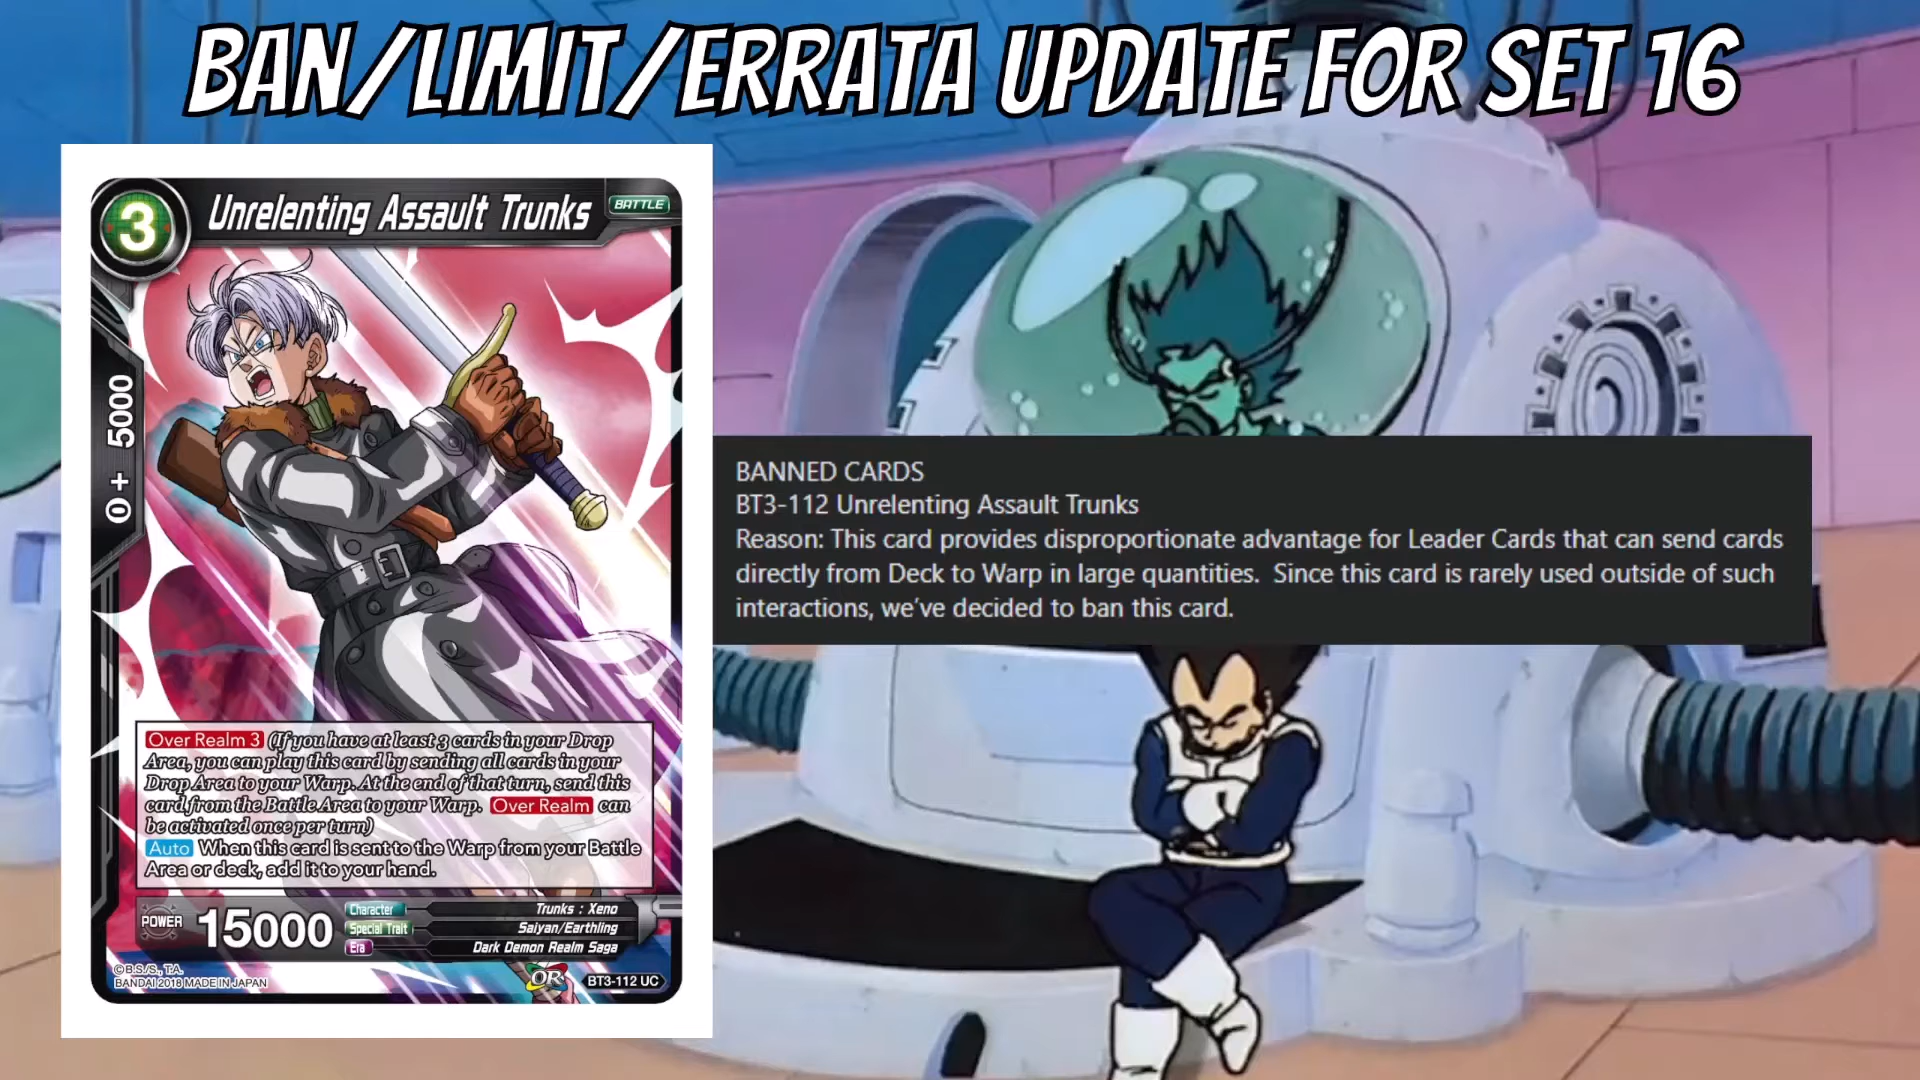 BAN/LIMIT/ERRATA UPDATE FOR SET 16
3
Unrelenting Assault Trunks
BATTLE
0+ 5000
Over Realm 3 (If you have at least 3 cards in your Drop
Area, you can play this card by sending all cards in your
Drop Area to your Warp. At the end of that turn, send this
card from the Battle Area to your Warp. Over Realm can
be activated once per turn)
Auto When this card is sent to the Warp from your Battle
Area or deck, add it to your hand.
POWER 15000
Character Trunks : Xeno
Special Trait Saiyan/Earthling
Era Dark Demon Realm Saga
© B.S./S., T.A.
BANDAI 2018 MADE IN JAPAN
OR
BT3-112 UC
BANNED CARDS
BT3-112 Unrelenting Assault Trunks
Reason: This card provides disproportionate advantage for Leader Cards that can send cards
directly from Deck to Warp in large quantities.  Since this card is rarely used outside of such
interactions, we've decided to ban this card.